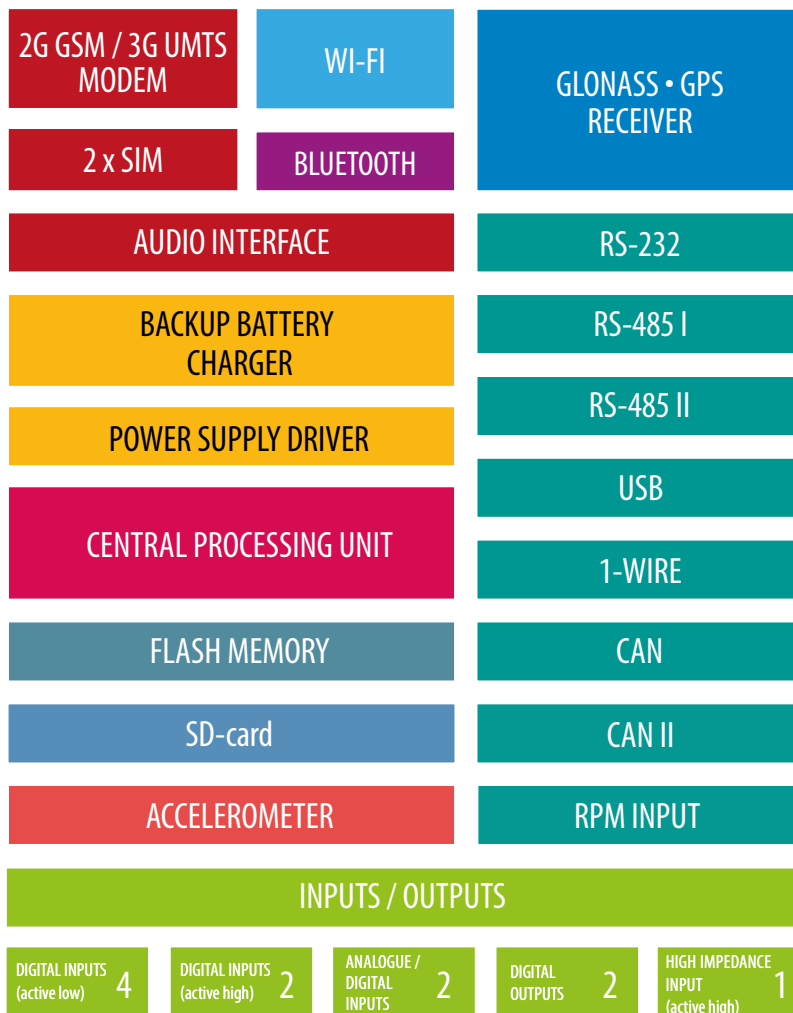 2G GSM / 3G UMTS
MODEM
WI-FI
GLONASS • GPS
RECEIVER
2 x SIM
BLUETOOTH
AUDIO INTERFACE
RS-232
BACKUP BATTERY
CHARGER
RS-485 I
RS-485 II
POWER SUPPLY DRIVER
USB
CENTRAL PROCESSING UNIT
1-WIRE
FLASH MEMORY
CAN
SD-card
CAN II
ACCELEROMETER
RPM INPUT
INPUTS / OUTPUTS
DIGITAL INPUTS
(active low)
4
DIGITAL INPUTS
(active high)
2
ANALOGUE /
DIGITAL
INPUTS
2
DIGITAL
OUTPUTS
2
HIGH IMPEDANCE
INPUT
(active high)
1